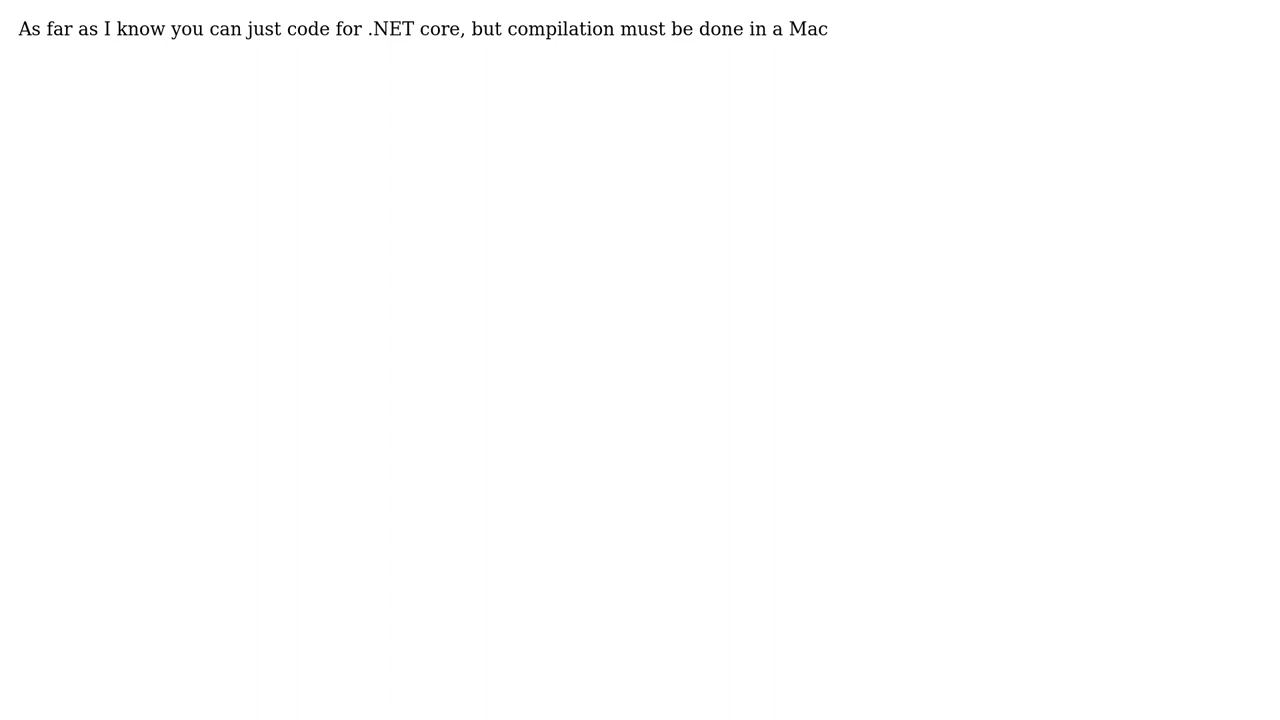 As far as I know you can just code for .NET core, but compilation must be done in a Mac